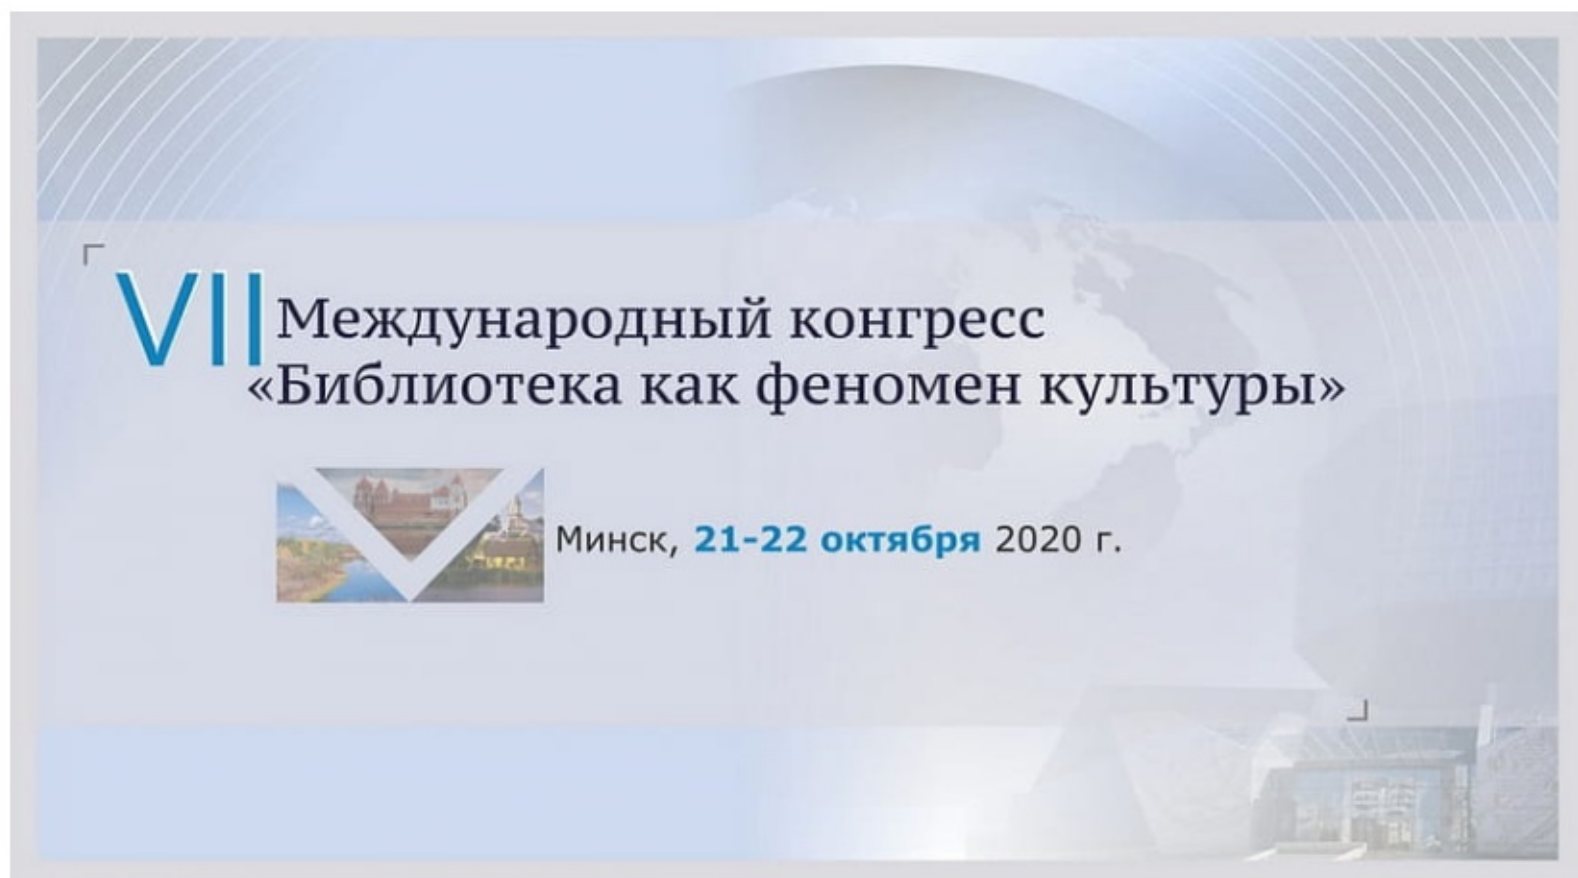 VII Международный конгресс
«Библиотека как феномен культуры»
Минск, 21-22 октября 2020 г.